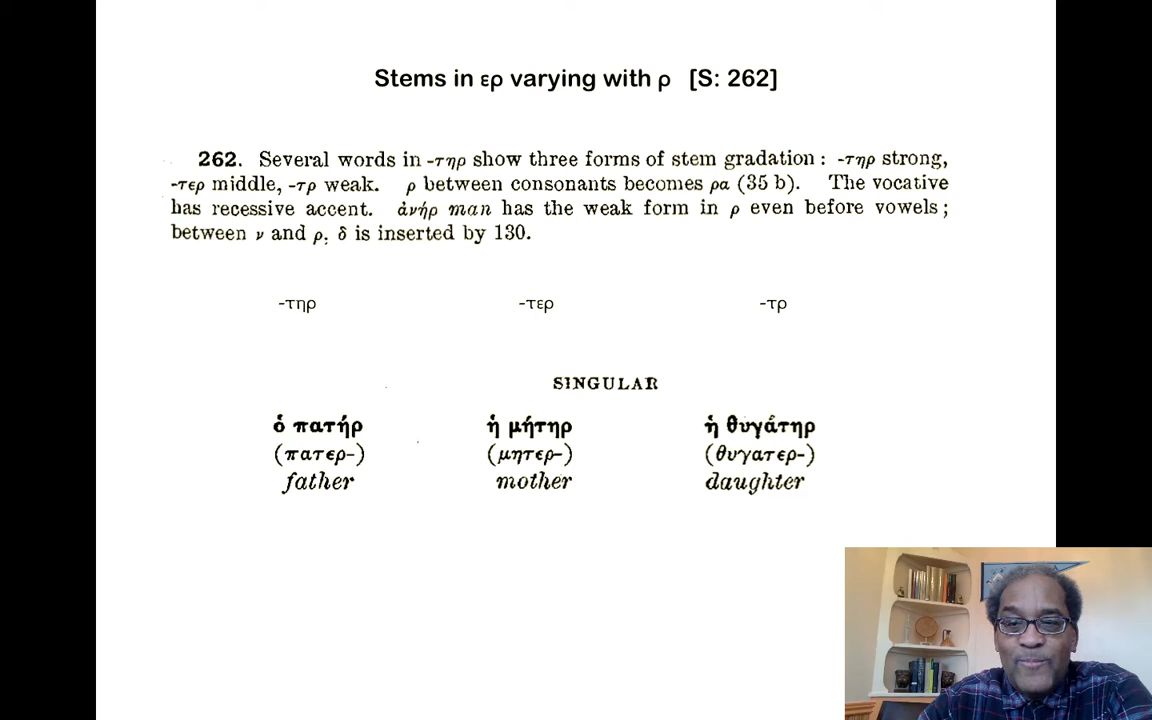 Stems in ερ varying with ρ [S: 262]
262. Several words in -τηρ show three forms of stem gradation : -τηρ strong,
-τερ middle, -τρ weak. ρ between consonants becomes ρα (35 b). The vocative
has recessive accent. ἀνήρ man has the weak form in ρ even before vowels ;
between ν and ρ, δ is inserted by 130.
-τηρ -τερ -τρ
SINGULAR
ὁ πατήρ ἡ μήτηρ ἡ θυγάτηρ
(πατερ-) (μητερ-) (θυγατερ-)
father mother daughter